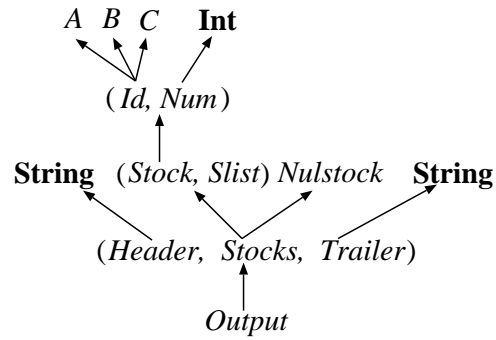 A B C Int
(Id, Num)
String (Stock, Slist) Nulstock String
(Header, Stocks, Trailer)
Output